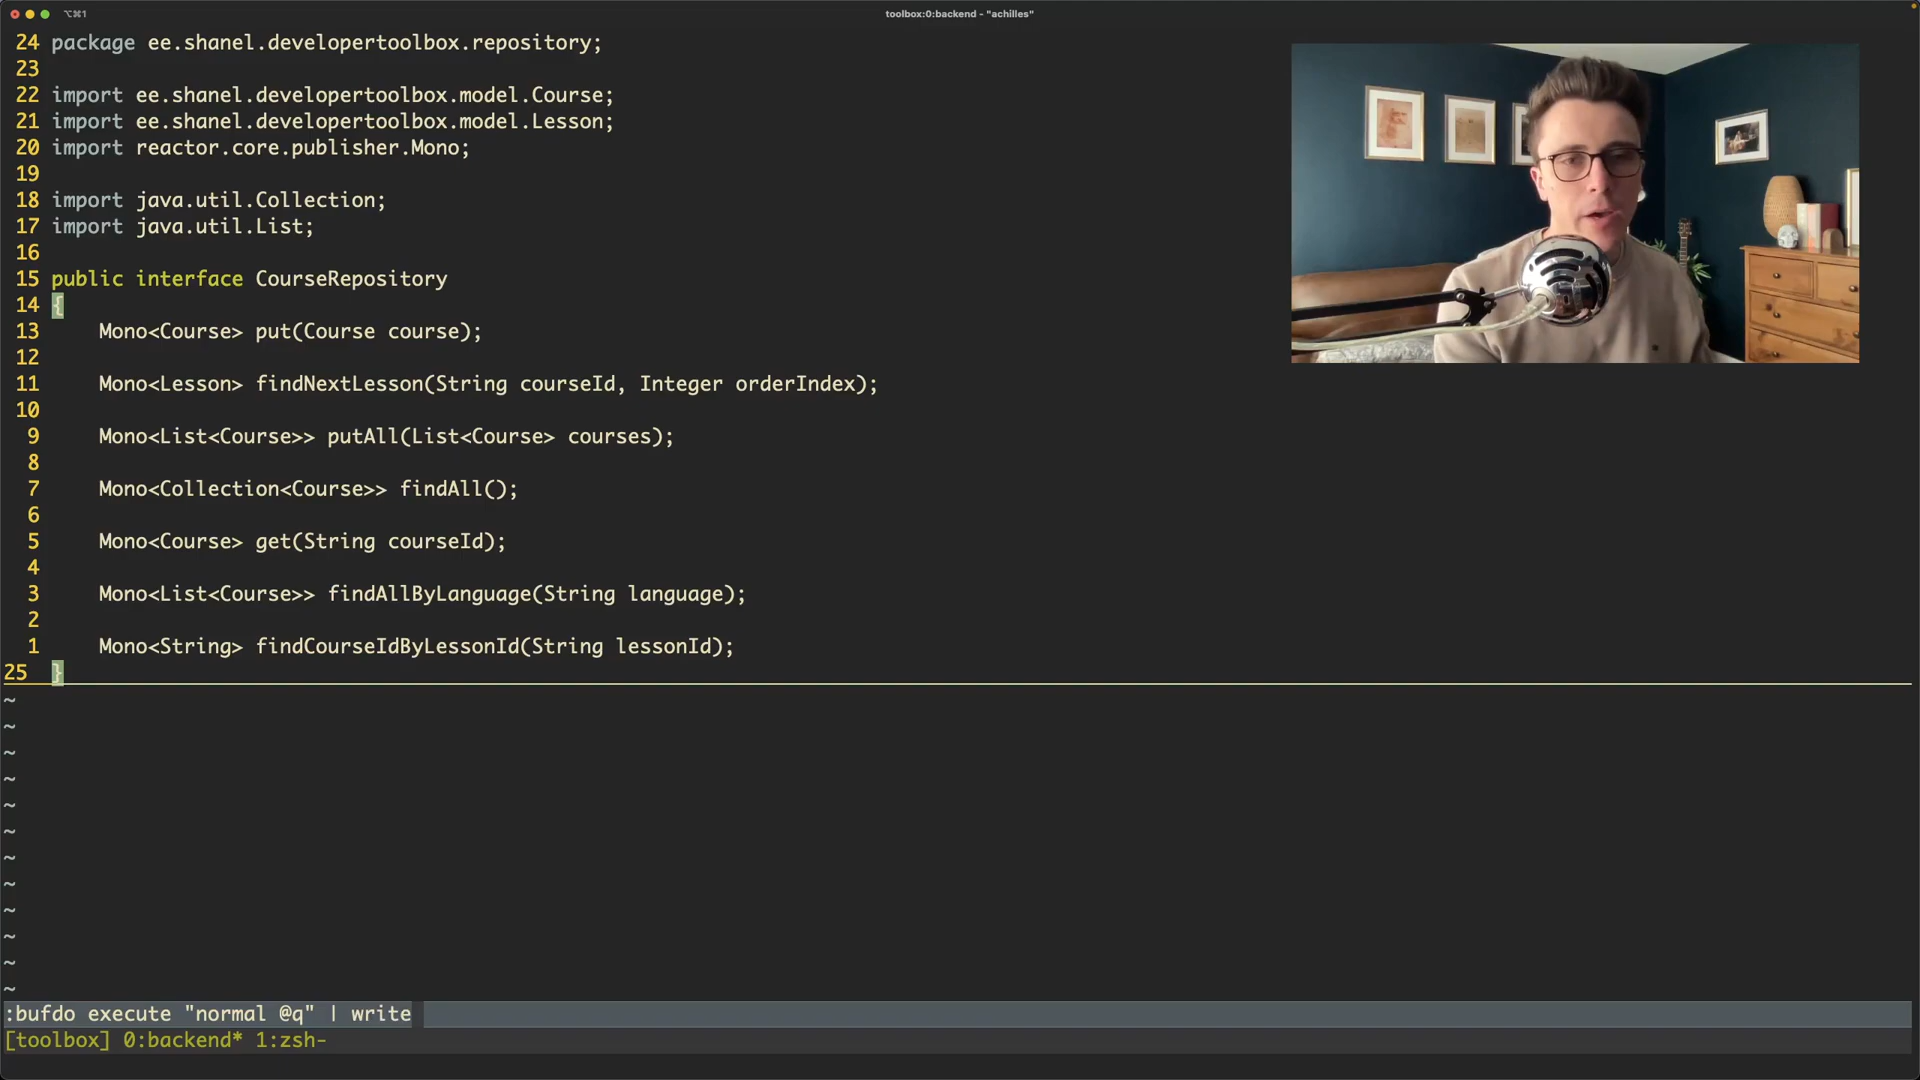 ⌥⌘1
toolbox:0:backend - "achilles"
24 package ee.shanel.developertoolbox.repository;
23
22 import ee.shanel.developertoolbox.model.Course;
21 import ee.shanel.developertoolbox.model.Lesson;
20 import reactor.core.publisher.Mono;
19
18 import java.util.Collection;
17 import java.util.List;
16
15 public interface CourseRepository
14 {
13     Mono<Course> put(Course course);
12
11     Mono<Lesson> findNextLesson(String courseId, Integer orderIndex);
10
9     Mono<List<Course>> putAll(List<Course> courses);
8
7     Mono<Collection<Course>> findAll();
6
5     Mono<Course> get(String courseId);
4
3     Mono<List<Course>> findAllByLanguage(String language);
2
1     Mono<String> findCourseIdByLessonId(String lessonId);
25 }
~
~
~
~
~
~
~
~
~
~
~
~
:bufdo execute "normal @q" | write
[toolbox] 0:backend* 1:zsh-